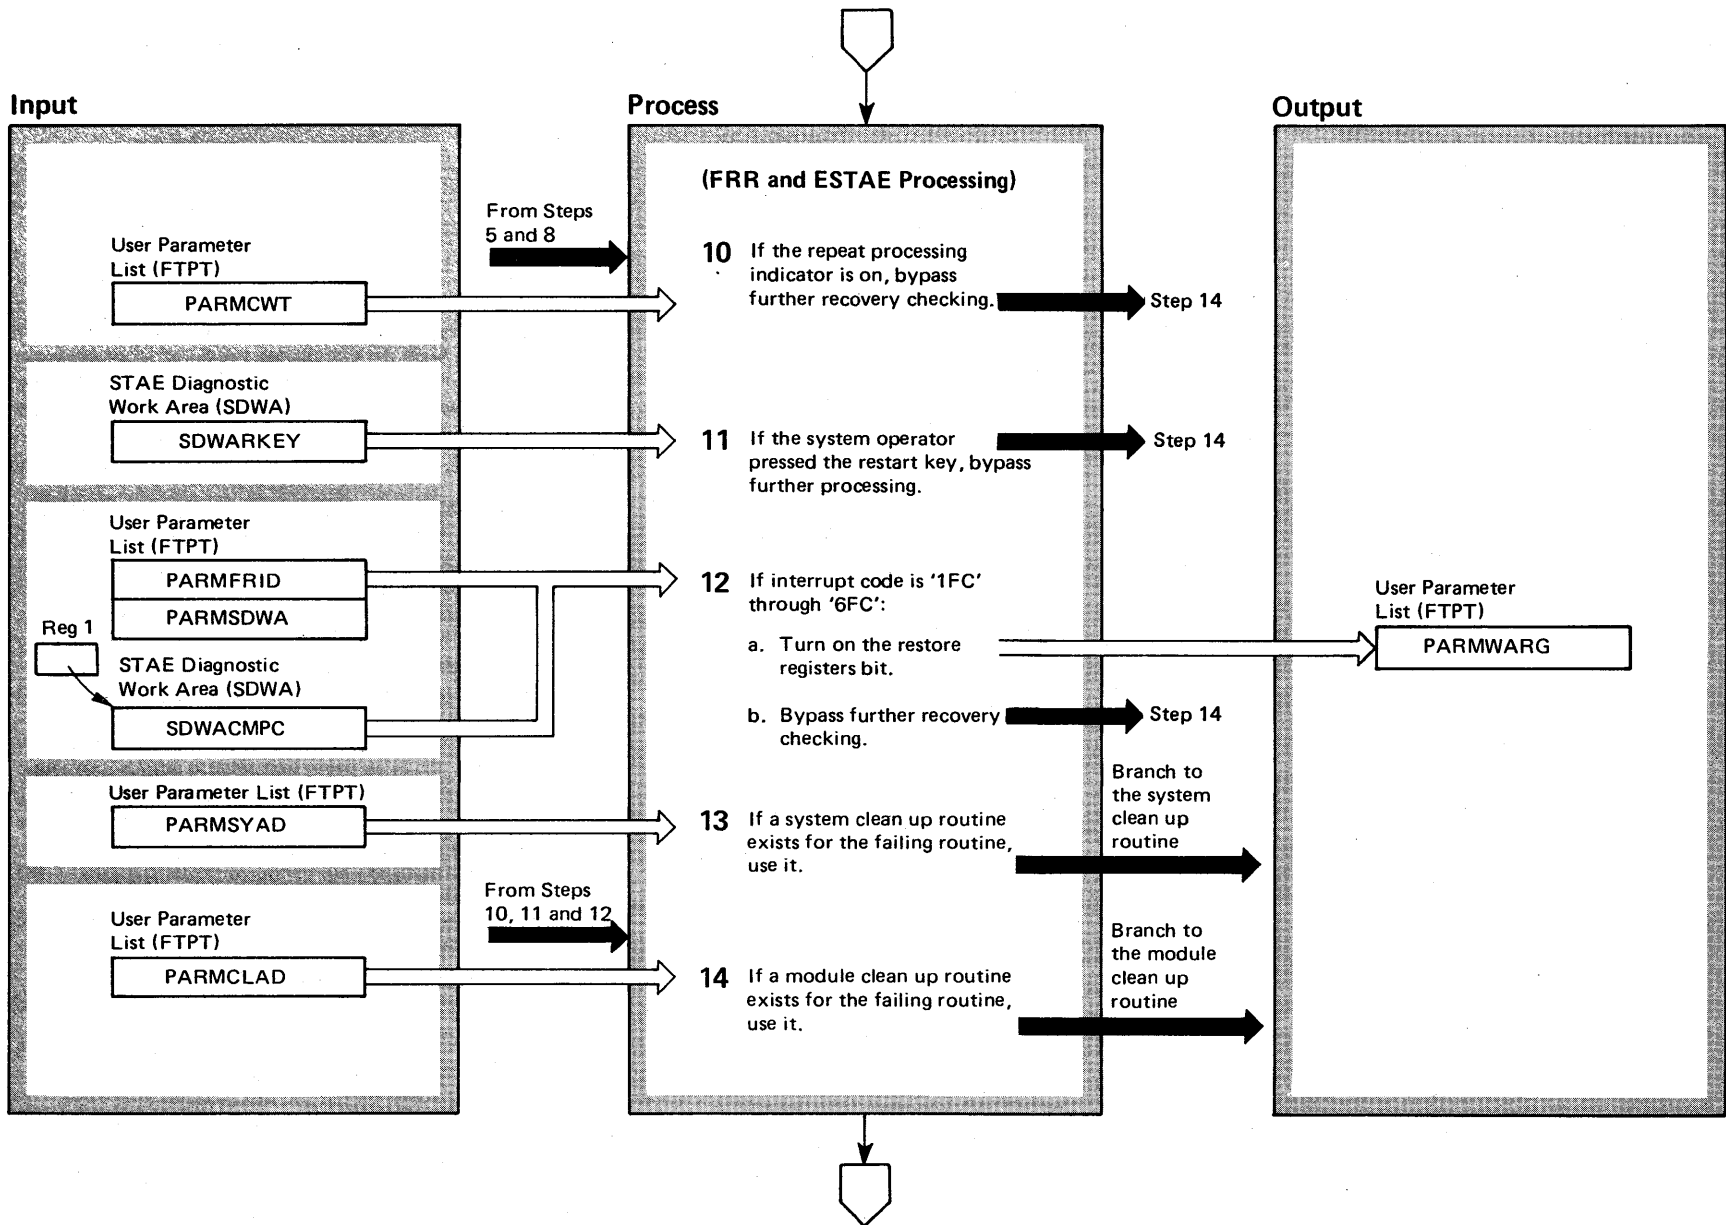 Input
Process
Output
(FRR and ESTAE Processing)
From Steps
5 and 8
User Parameter
List (FTPT)
PARMCWT
10 If the repeat processing
indicator is on, bypass
further recovery checking.
Step 14
STAE Diagnostic
Work Area (SDWA)
SDWARKEY
11 If the system operator
pressed the restart key, bypass
further processing.
Step 14
User Parameter
List (FTPT)
PARMFRID
PARMSDWA
Reg 1
STAE Diagnostic
Work Area (SDWA)
SDWACMPC
12 If interrupt code is '1FC'
through '6FC':
a. Turn on the restore
registers bit.
b. Bypass further recovery
checking.
Step 14
User Parameter
List (FTPT)
PARMWARG
User Parameter List (FTPT)
PARMSYAD
13 If a system clean up routine
exists for the failing routine,
use it.
Branch to
the system
clean up
routine
From Steps
10, 11 and 12
User Parameter
List (FTPT)
PARMCLAD
14 If a module clean up routine
exists for the failing routine,
use it.
Branch to
the module
clean up
routine